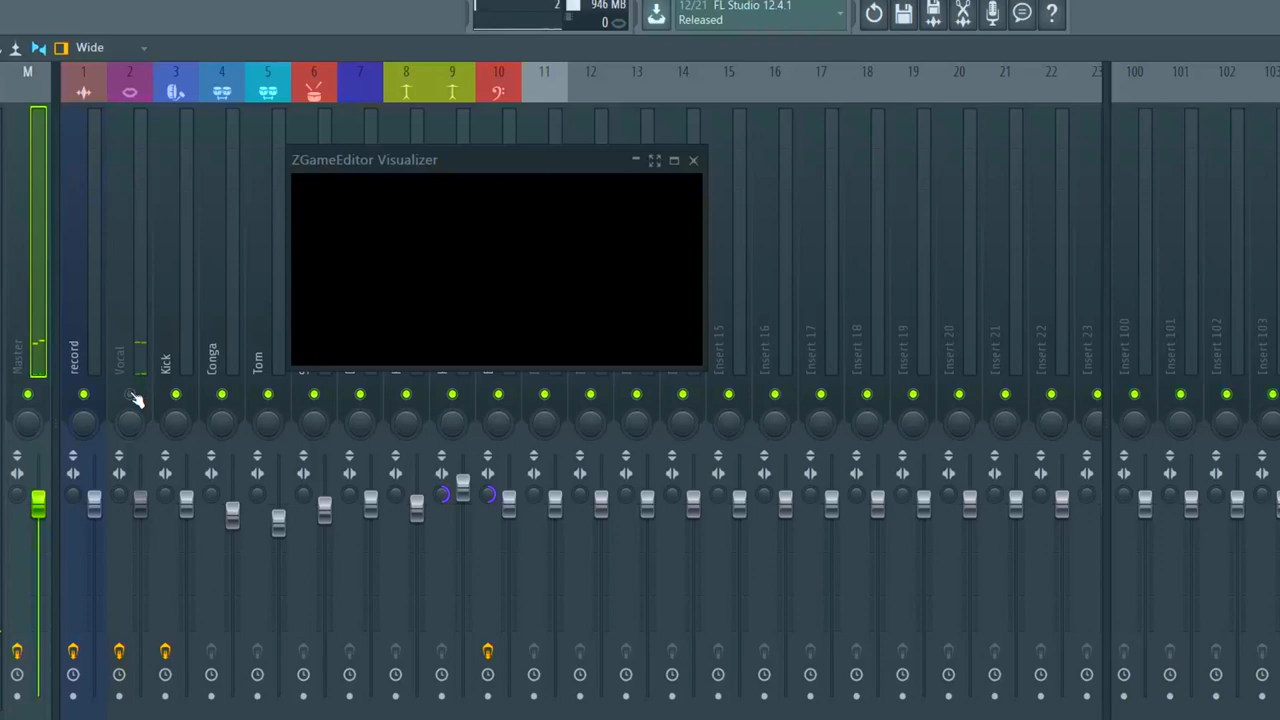 2
946 MB
0
12/21 FL Studio 12.4.1
Released
?
Wide
M 1 2 3 4 5 6 7 8 9 10 11 12 13 14 15 16 17 18 19 20 21 22 23 100 101 102 103
ZGameEditor Visualizer
Master
record
Vocal
Kick
Conga
Tom
Insert 15
Insert 16
Insert 17
Insert 18
Insert 19
Insert 20
Insert 21
Insert 22
Insert 23
Insert 100
Insert 101
Insert 102
Insert 103